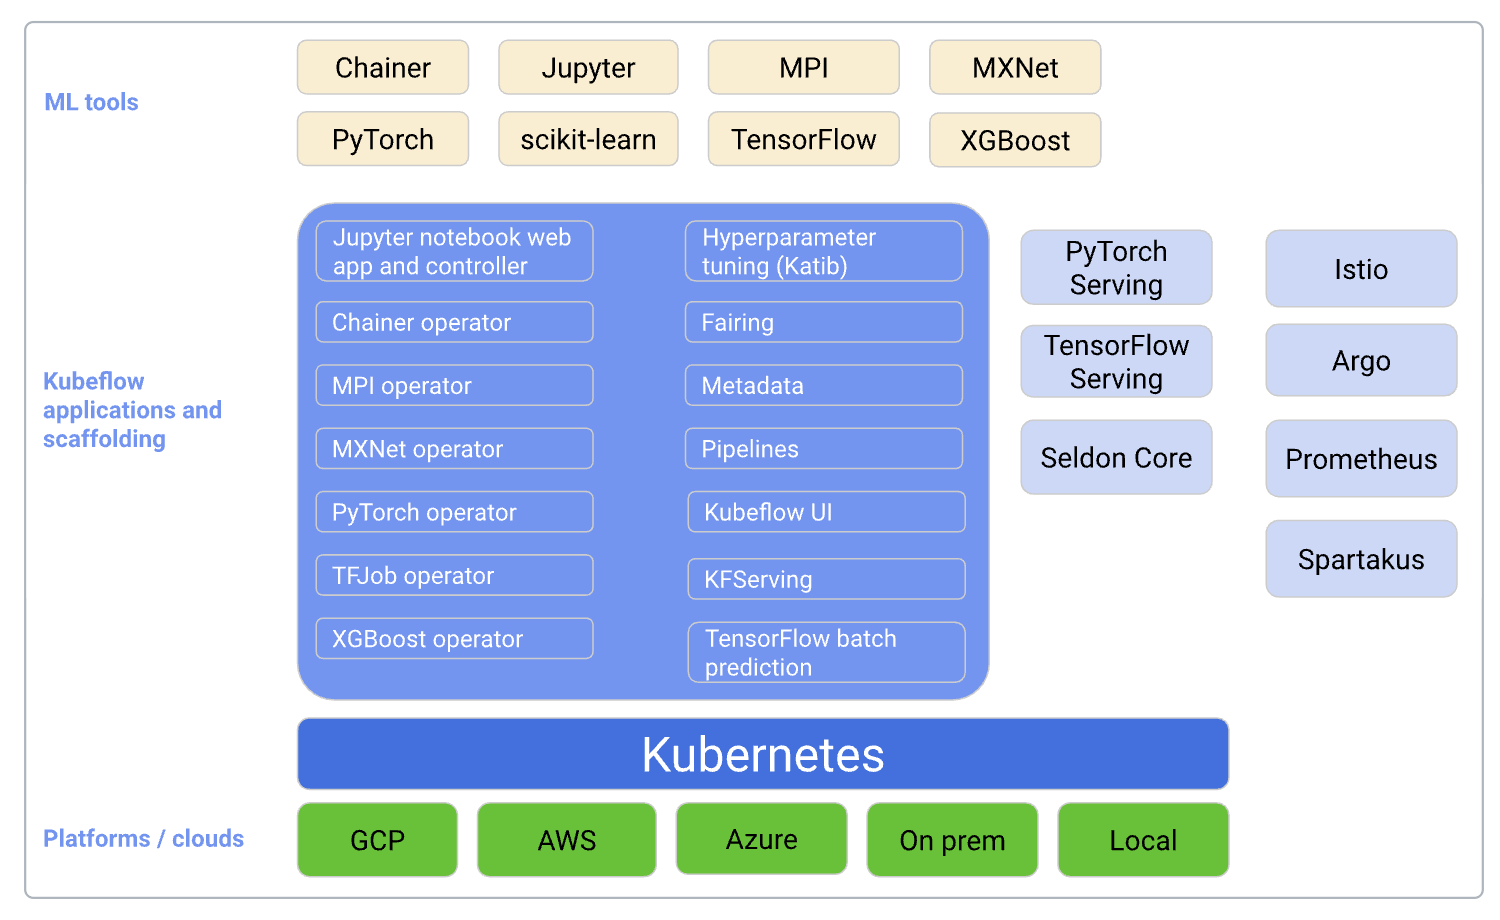 ML tools
Chainer
Jupyter
MPI
MXNet
PyTorch
scikit-learn
TensorFlow
XGBoost
Kubeflow
applications and
scaffolding
Jupyter notebook web
app and controller
Chainer operator
MPI operator
MXNet operator
PyTorch operator
TFJob operator
XGBoost operator
Hyperparameter
tuning (Katib)
Fairing
Metadata
Pipelines
Kubeflow UI
KFServing
TensorFlow batch
prediction
PyTorch
Serving
TensorFlow
Serving
Seldon Core
Istio
Argo
Prometheus
Spartakus
Kubernetes
Platforms / clouds
GCP
AWS
Azure
On prem
Local